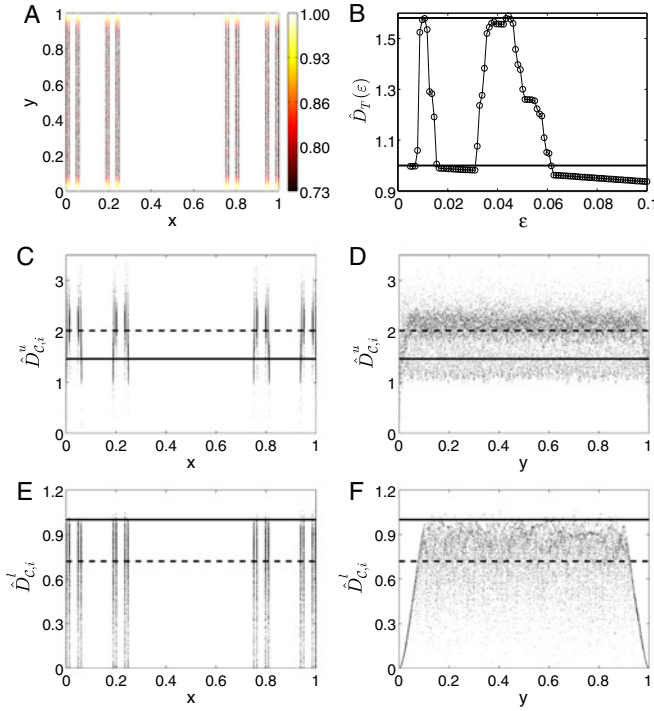 A
1
0.8
0.6
0.4
0.2
0
y
0 0.2 0.4 0.6 0.8 1
x
1.00
0.93
0.86
0.80
0.73
B
1.5
1.3
1.1
0.9
D̂_T(ε)
0 0.02 0.04 0.06 0.08 0.1
ε
C
3
2
1
0
D̂^u_{C,i}
0 0.2 0.4 0.6 0.8 1
x
D
3
2
1
0
D̂^u_{C,i}
0 0.2 0.4 0.6 0.8 1
y
E
1.2
0.9
0.6
0.3
0
D̂^l_{C,i}
0 0.2 0.4 0.6 0.8 1
x
F
1.2
0.9
0.6
0.3
0
D̂^l_{C,i}
0 0.2 0.4 0.6 0.8 1
y